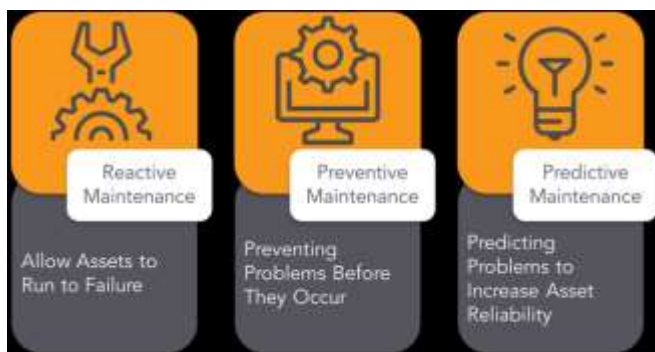 Reactive
Maintenance
Allow Assets to
Run to Failure
Preventive
Maintenance
Preventing
Problems Before
They Occur
Predictive
Maintenance
Predicting
Problems to
Increase Asset
Reliability